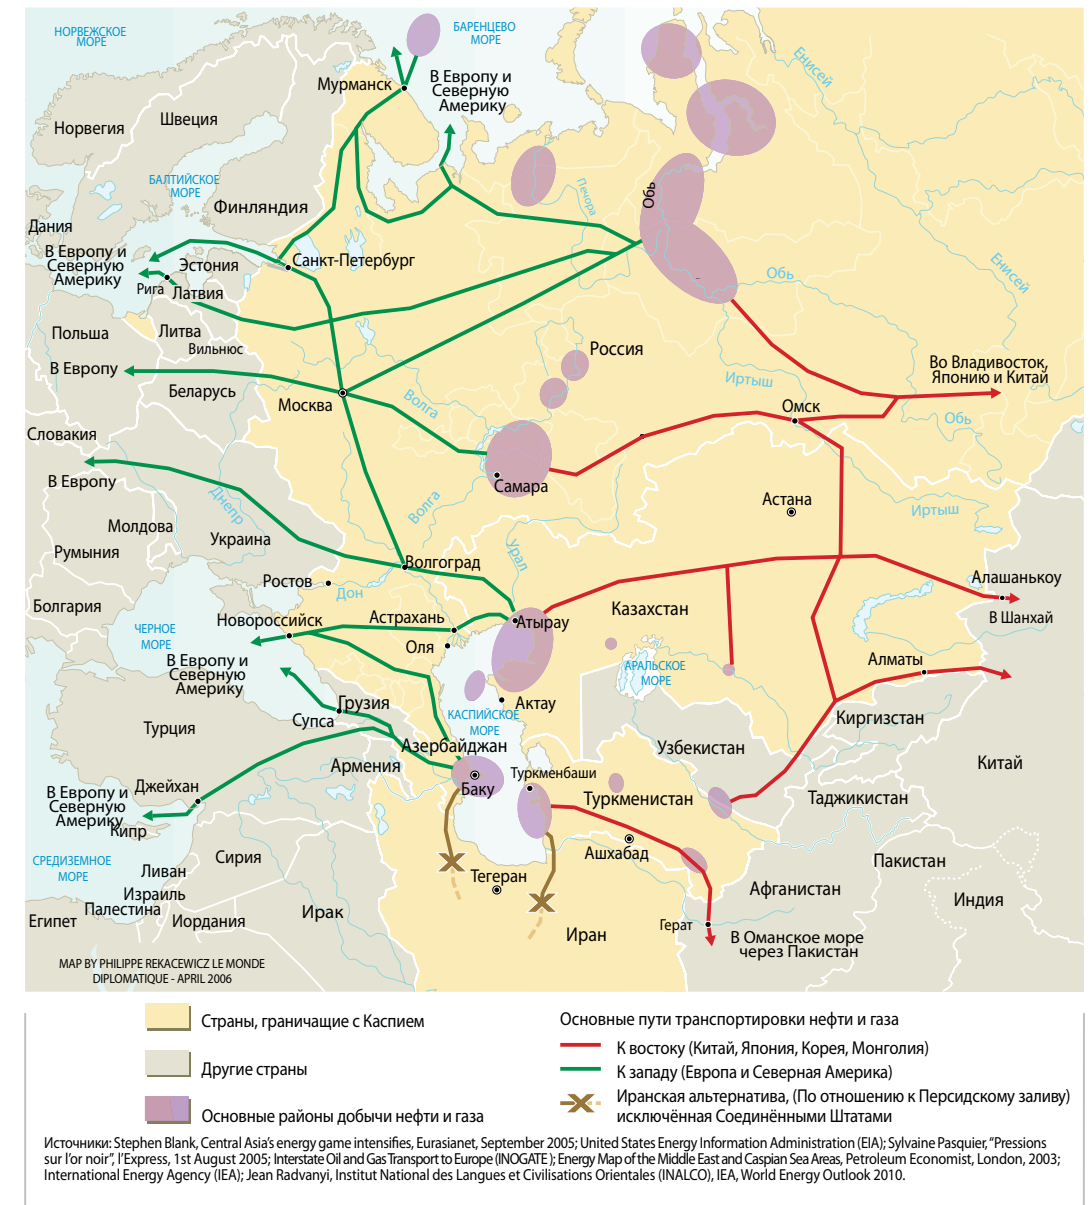 НОРВЕЖСКОЕ
МОРЕ
БАРЕНЦЕВО
МОРЕ
Енисей
Мурманск
В Европу и
Северную
Америку
Норвегия
Швеция
БАЛТИЙСКОЕ
МОРЕ
Финляндия
Печора
Обь
Дания
В Европу и
Северную
Америку
Эстония
Санкт-Петербург
Рига
Латвия
Обь
Енисей
Польша
Литва
Вильнюс
Россия
В Европу
Беларусь
Москва
Волга
Иртыш
Во Владивосток,
Японию и Китай
Омск
Обь
Словакия
В Европу
Самара
Волга
Днепр
Астана
Иртыш
Молдова
Румыния
Украина
Урал
Волгоград
Ростов
Дон
Алашанькоу
Болгария
Новороссийск
Астрахань
Атырау
Казахстан
В Шанхай
ЧЕРНОЕ
МОРЕ
Оля
В Европу и
Северную
Америку
АРАЛЬСКОЕ
МОРЕ
Алматы
Грузия
Супса
Актау
КАСПИЙСКОЕ
МОРЕ
Киргизстан
Турция
Азербайджан
Узбекистан
Армения
Туркменбаши
Китай
Джейхан
Баку
Туркменистан
Таджикистан
В Европу и
Северную
Америку
Кипр
Ашхабад
СРЕДИЗЕМНОЕ
МОРЕ
Сирия
Ливан
Тегеран
Пакистан
Израиль
Афганистан
Палестина
Индия
Египет
Иордания
Ирак
Иран
Герат
В Оманское море
через Пакистан
MAP BY PHILIPPE REKACEWICZ LE MONDE
DIPLOMATIQUE - APRIL 2006
Страны, граничащие с Каспием
Другие страны
Основные районы добычи нефти и газа
Основные пути транспортировки нефти и газа
К востоку (Китай, Япония, Корея, Монголия)
К западу (Европа и Северная Америка)
Иранская альтернатива, (По отношению к Персидскому заливу)
исключённая Соединёнными Штатами
Источники: Stephen Blank, Central Asia's energy game intensifies, Eurasianet, September 2005; United States Energy Information Administration (EIA); Sylvaine Pasquier, “Pressions
sur l'or noir”, l'Express, 1st August 2005; Interstate Oil and Gas Transport to Europe (INOGATE); Energy Map of the Middle East and Caspian Sea Areas, Petroleum Economist, London, 2003;
International Energy Agency (IEA); Jean Radvanyi, Institut National des Langues et Civilisations Orientales (INALCO), IEA, World Energy Outlook 2010.